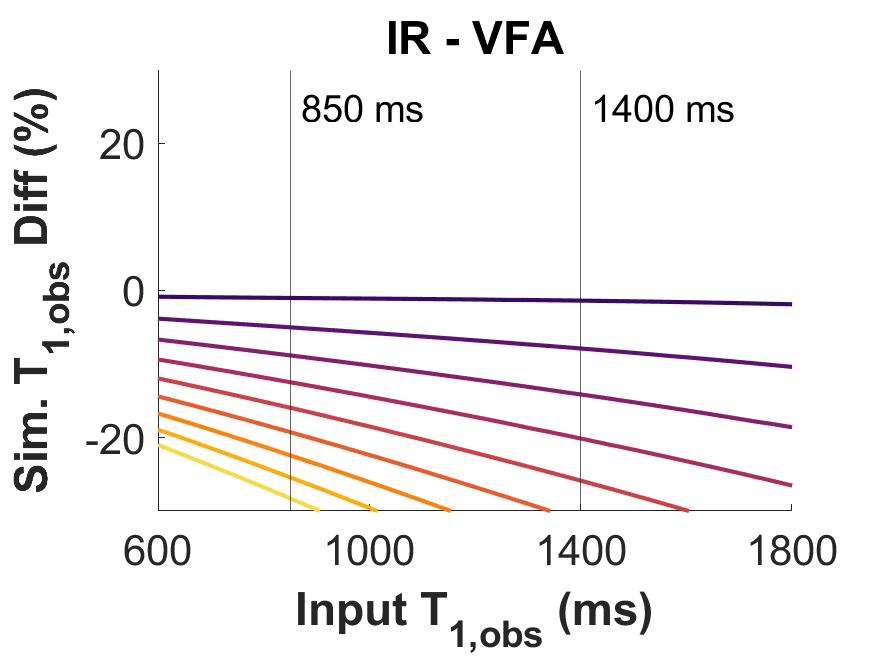 IR - VFA
850 ms
1400 ms
Sim. T1,obs Diff (%)
20
0
-20
600
1000
1400
1800
Input T1,obs (ms)